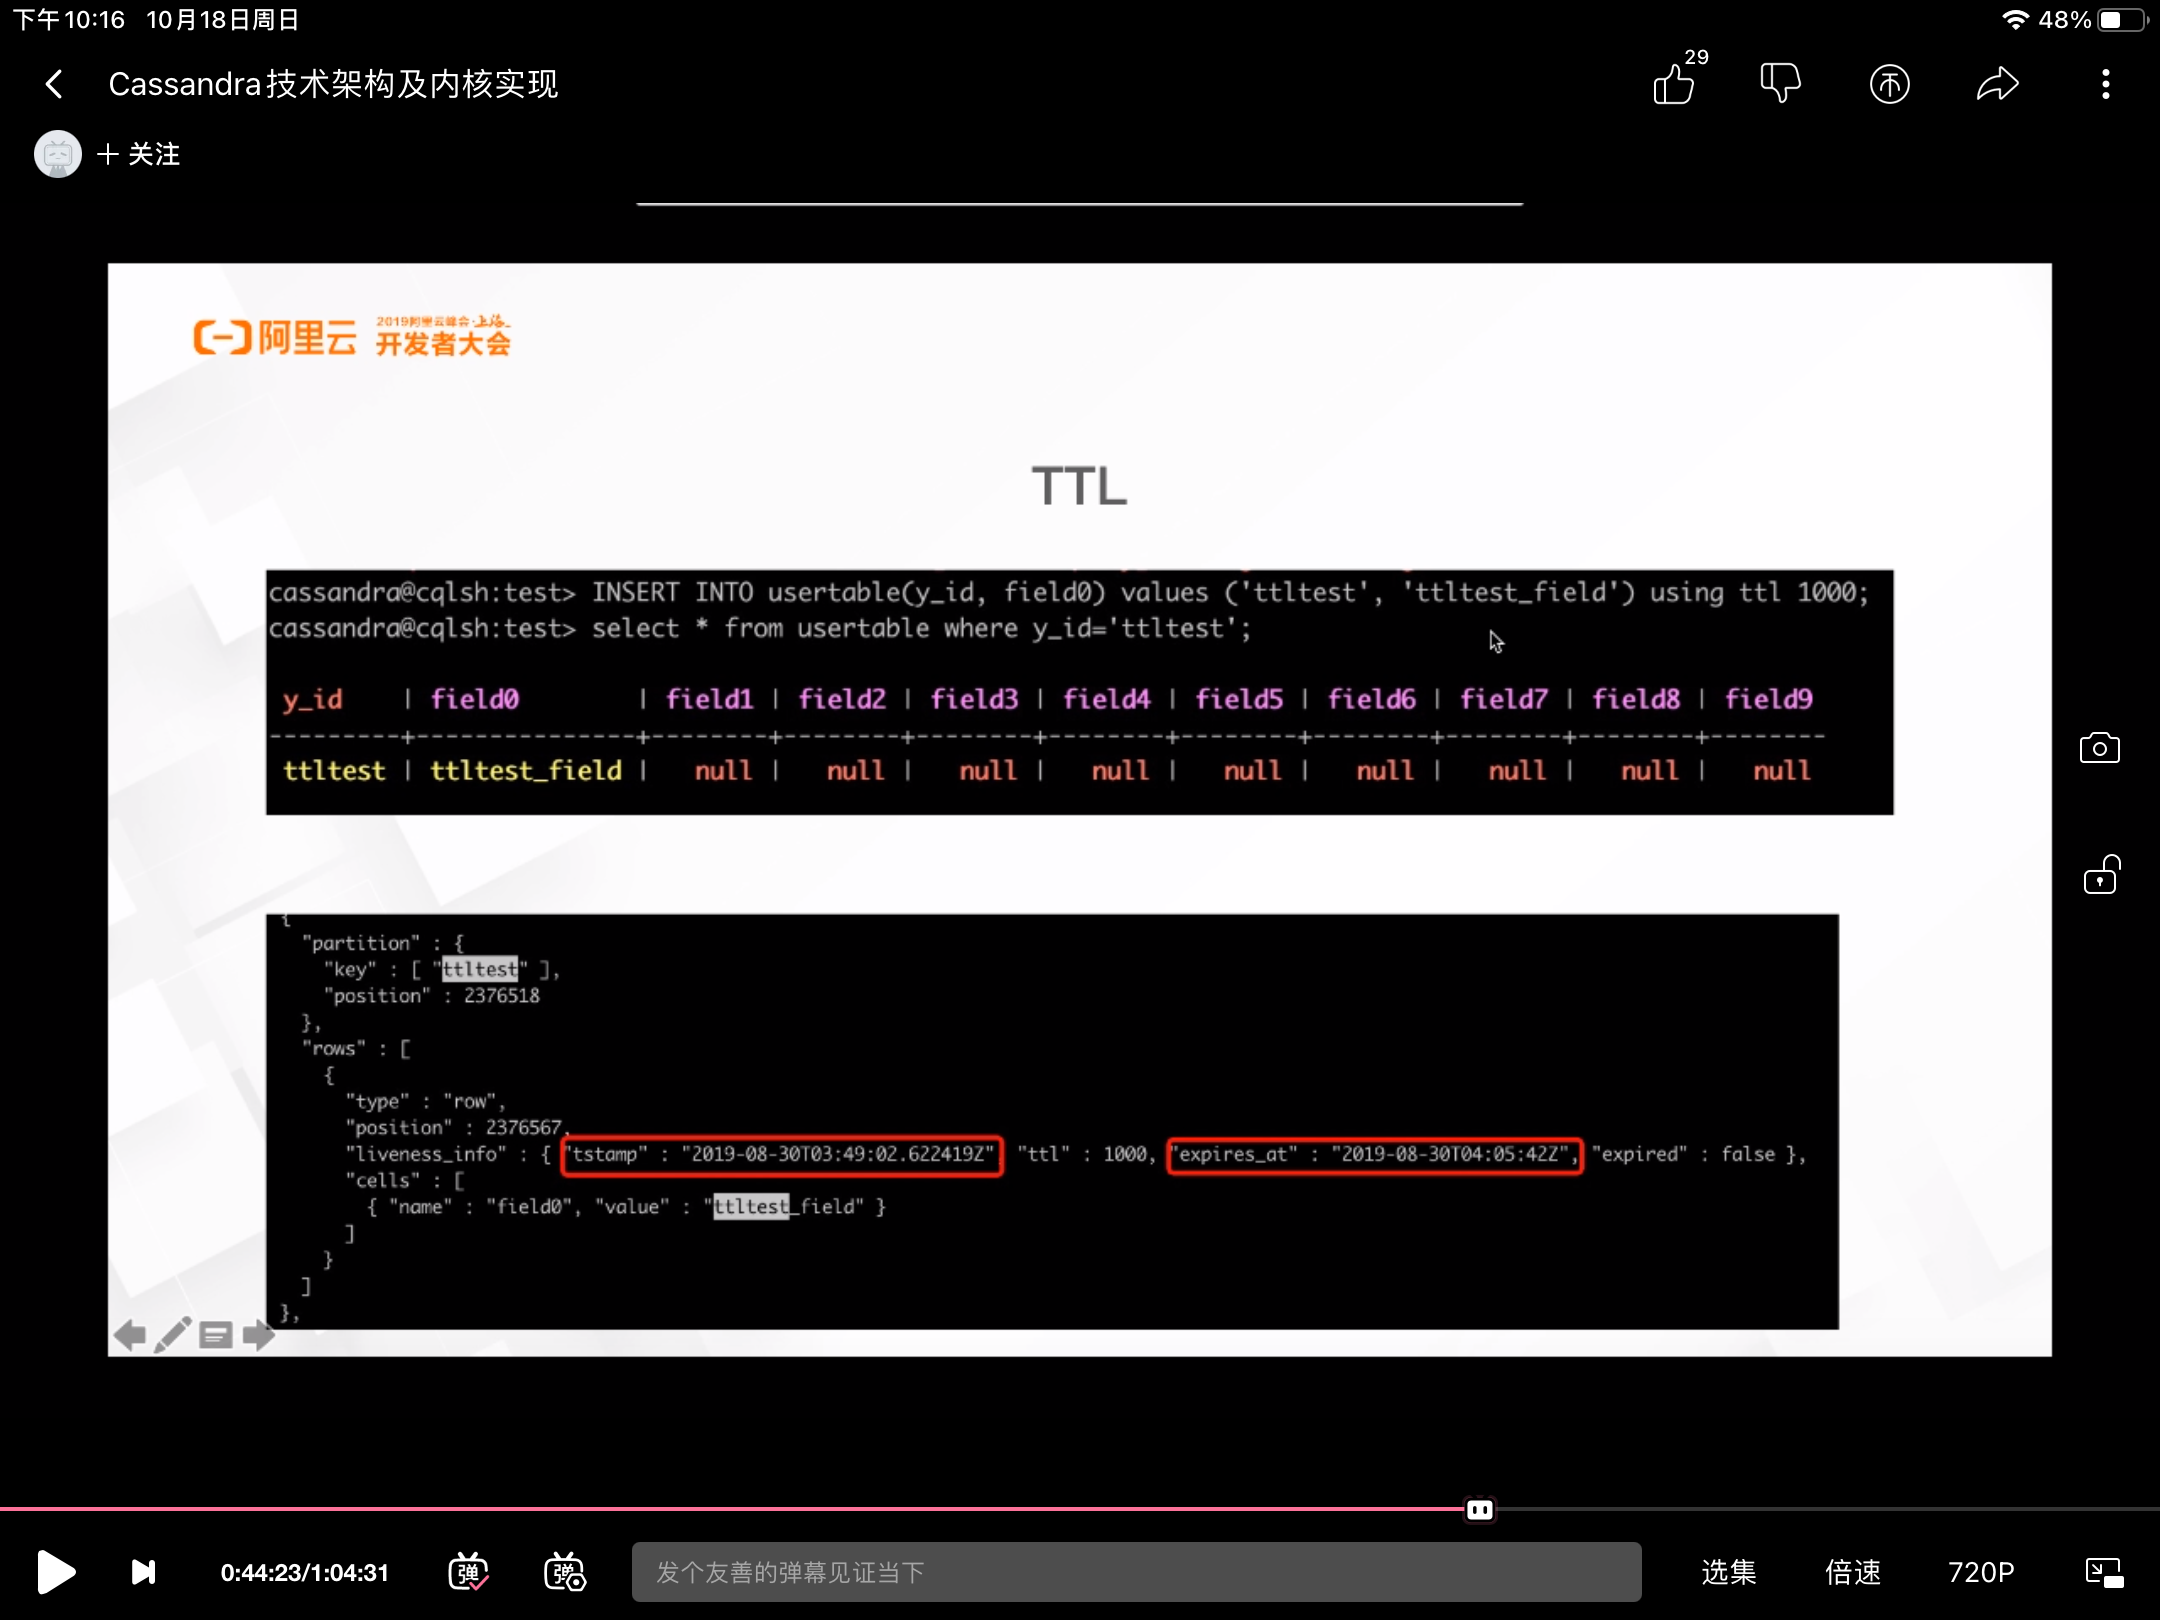 下午10:16 10月18日周日
48%
Cassandra技术架构及内核实现
29
+ 关注
阿里云 2019阿里云峰会·上海
开发者大会
TTL
cassandra@cqlsh:test> INSERT INTO usertable(y_id, field0) values ('ttltest', 'ttltest_field') using ttl 1000;
cassandra@cqlsh:test> select * from usertable where y_id='ttltest';
y_id | field0 | field1 | field2 | field3 | field4 | field5 | field6 | field7 | field8 | field9
---------+---------------+--------+--------+--------+--------+--------+--------+--------+--------+--------
ttltest | ttltest_field | null | null | null | null | null | null | null | null | null
{
"partition" : {
"key" : [ "ttltest" ],
"position" : 2376518
},
"rows" : [
{
"type" : "row",
"position" : 2376567,
"liveness_info" : { "tstamp" : "2019-08-30T03:49:02.622419Z", "ttl" : 1000, "expires_at" : "2019-08-30T04:05:42Z", "expired" : false },
"cells" : [
{ "name" : "field0", "value" : "ttltest_field" }
]
}
]
},
0:44:23/1:04:31
弹
弹
发个友善的弹幕见证当下
选集
倍速
720P